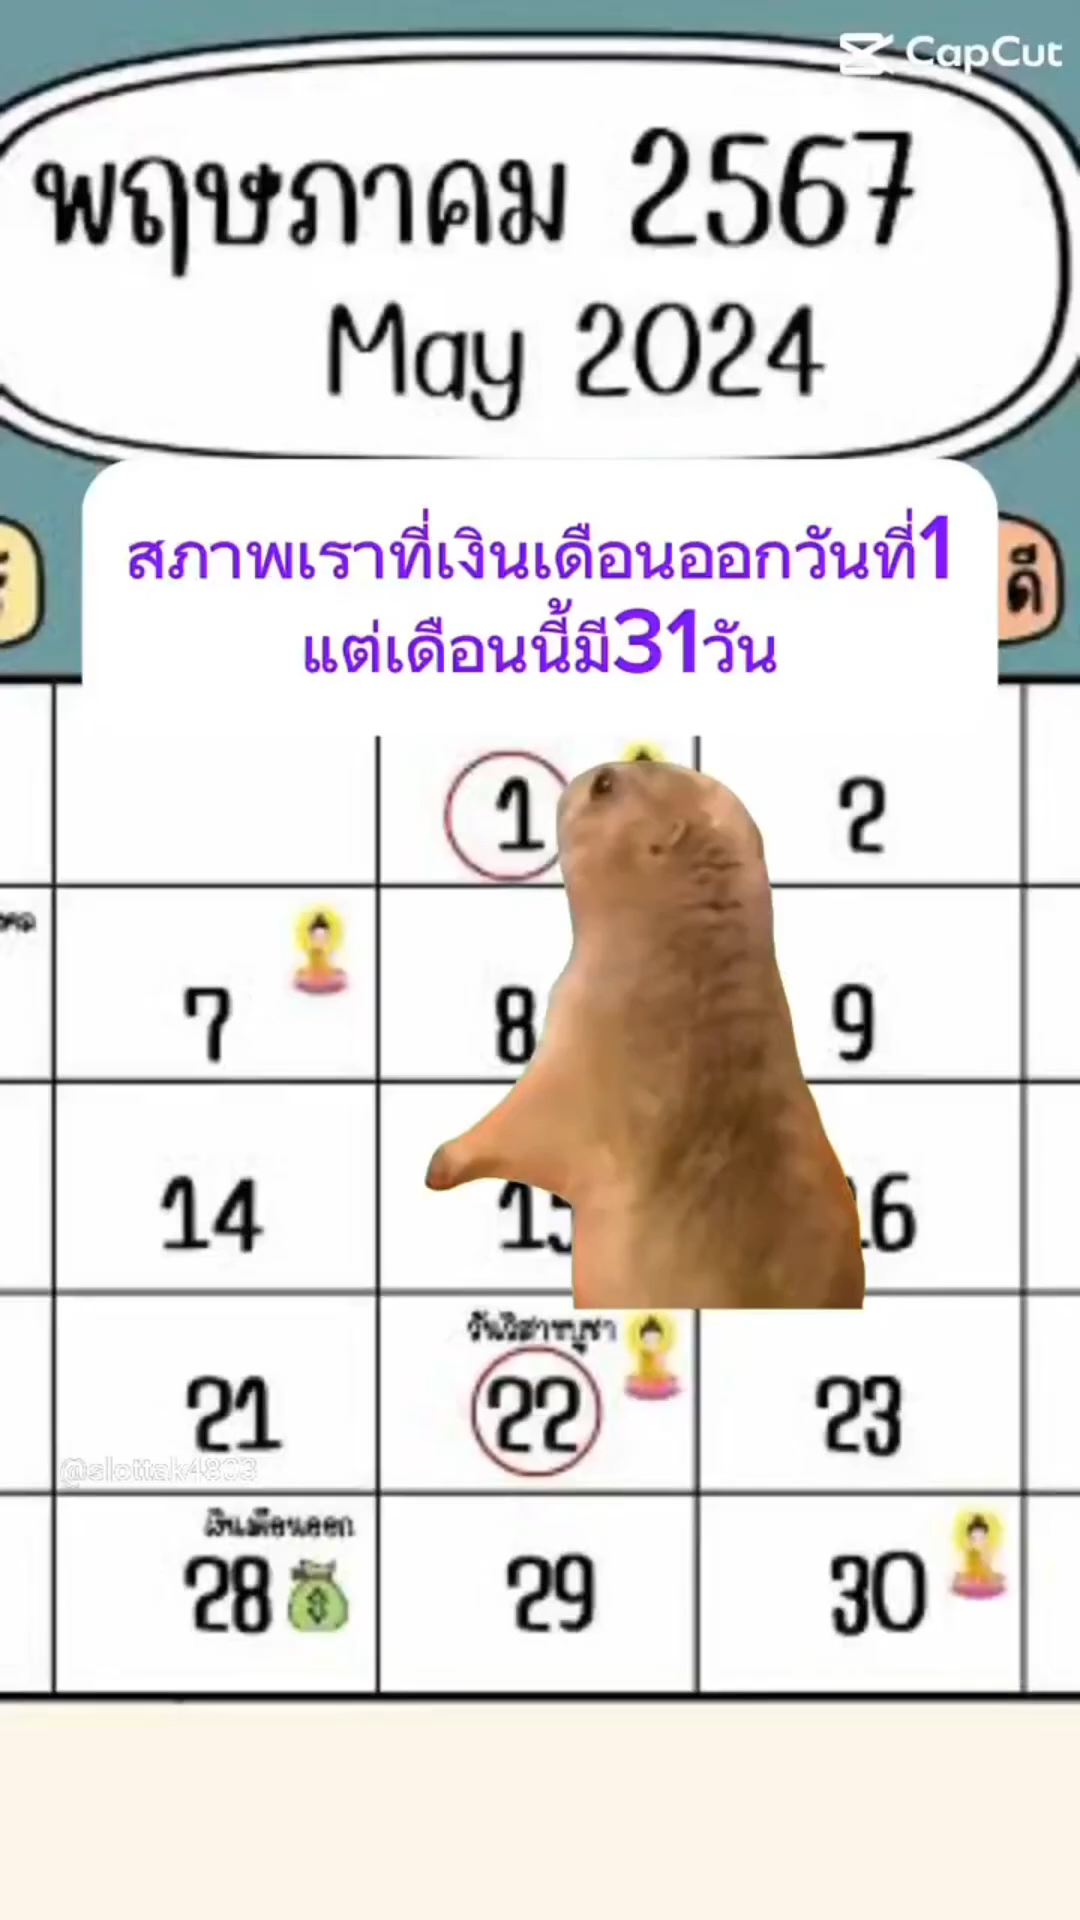 CapCut
พฤษภาคม 2567
May 2024
สภาพเราที่เงินเดือนออกวันที่1
แต่เดือนนี้มี31วัน
1
2
7
8
9
14
15
16
วันวิสาขบูชา
21
22
23
@slottak4803
เงินเดือนออก
28
29
30